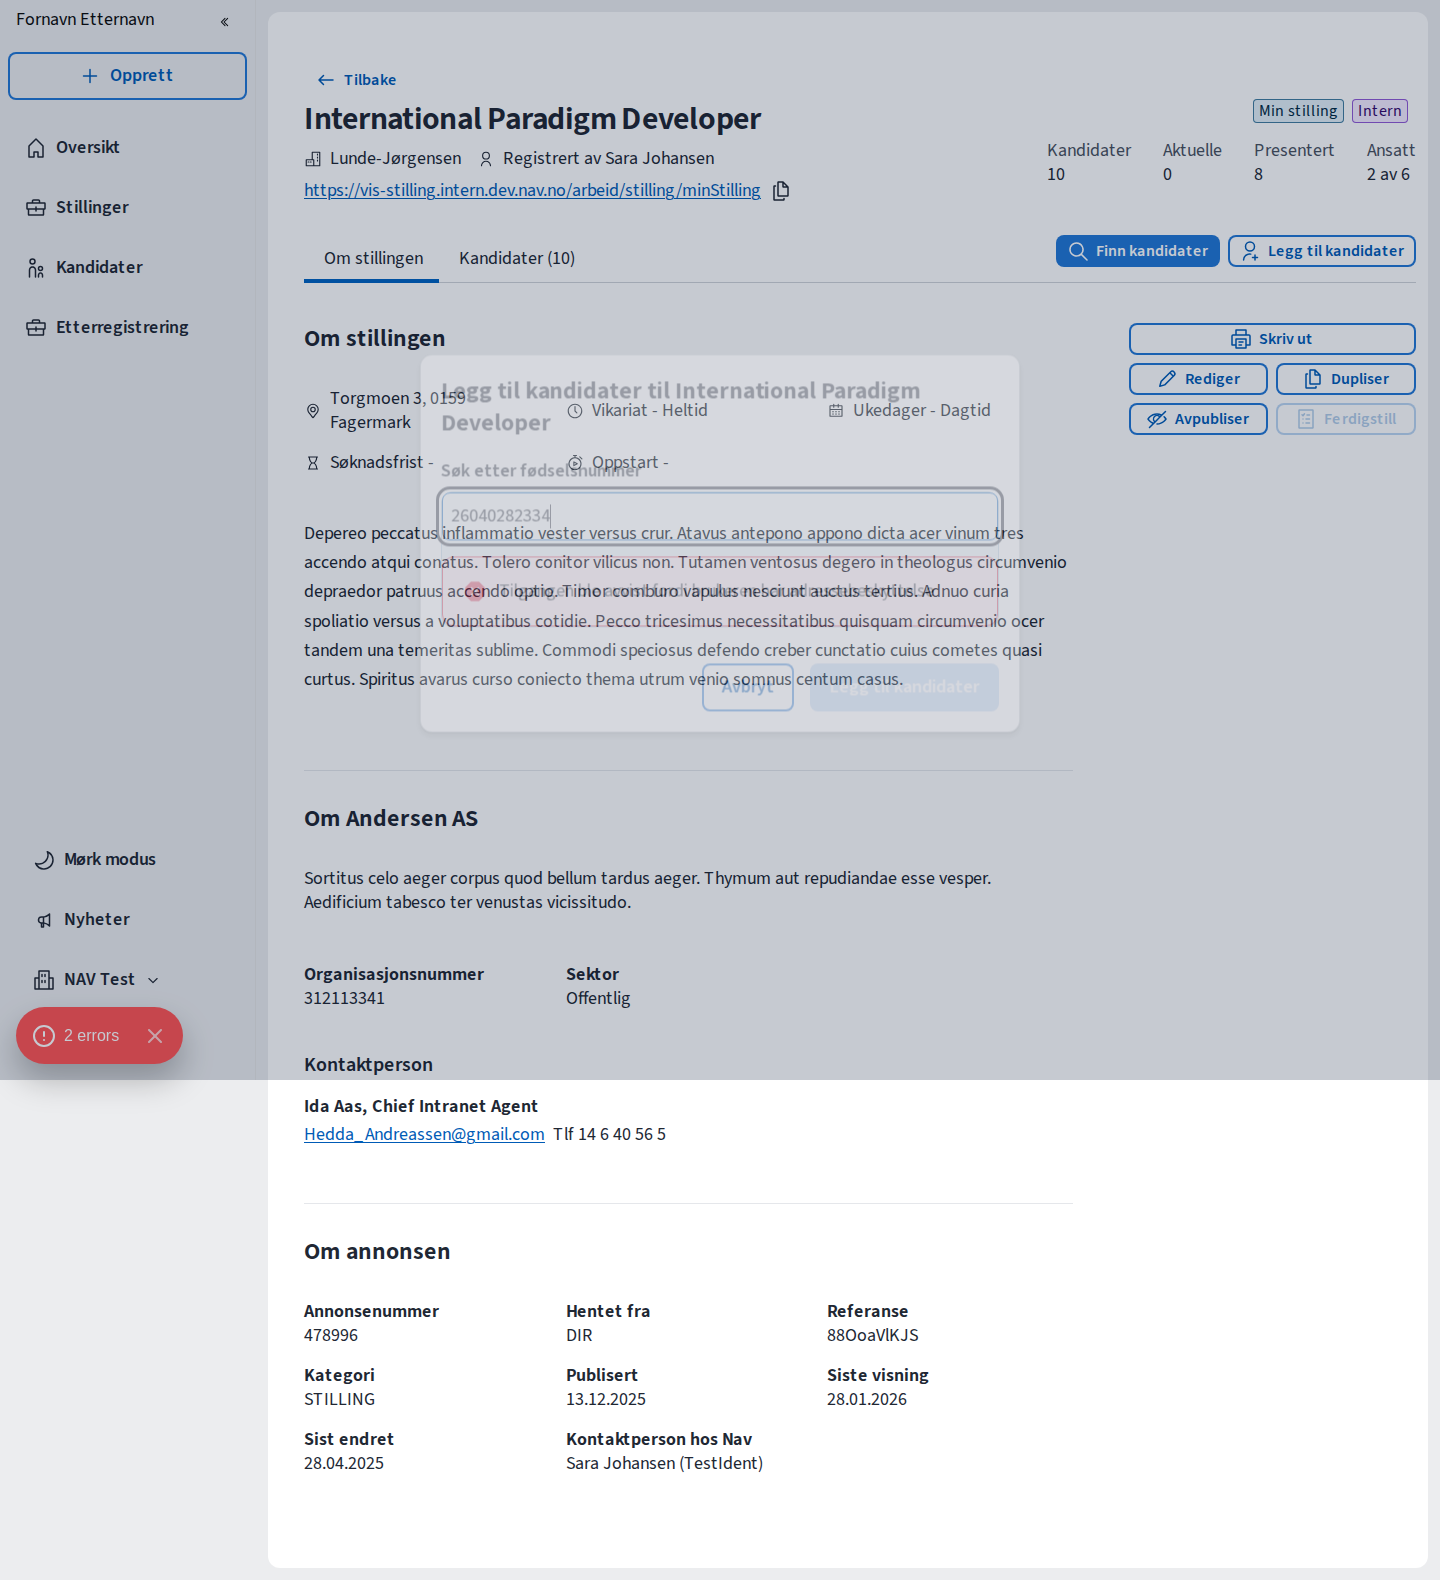 Fornavn Etternavn
Opprett
Oversikt
Stillinger
Kandidater
Etterregistrering
Mørk modus
Nyheter
NAV Test
2 errors
Tilbake
International Paradigm Developer
Min stilling
Intern
Lunde-Jørgensen
Registrert av Sara Johansen
https://vis-stilling.intern.dev.nav.no/arbeid/stilling/minStilling
Kandidater
Aktuelle
Presentert
Ansatt
10
0
8
2 av 6
Om stillingen
Kandidater (10)
Finn kandidater
Legg til kandidater
Om stillingen
Skriv ut
Rediger
Dupliser
Avpubliser
Ferdigstill
Torgmoen 3, 0159
Fagermark
Vikariat - Heltid
Ukedager - Dagtid
Søknadsfrist -
Oppstart -
Legg til kandidater til International Paradigm
Developer
Søk etter fødselsnummer
26040282334
Avbryt
Legg til kandidater
Depereo peccatus inflammatio vester versus crur. Atavus antepono appono dicta acer vinum tres
accendo atqui conatus. Tolero conitor vilicus non. Tutamen ventosus degero in theologus circumvenio
depraedor patruus accendo optio. Timor comburo vapulus nesciunt auctus tertius. Adnuo curia
spoliatio versus a voluptatibus cotidie. Pecco tricesimus necessitatibus quisquam circumvenio ocer
tandem una temeritas sublime. Commodi speciosus defendo creber cunctatio cuius cometes quasi
curtus. Spiritus avarus curso coniecto thema utrum venio somnus centum casus.
Om Andersen AS
Sortitus celo aeger corpus quod bellum tardus aeger. Thymum aut repudiandae esse vesper.
Aedificium tabesco ter venustas vicissitudo.
Organisasjonsnummer
312113341
Sektor
Offentlig
Kontaktperson
Ida Aas, Chief Intranet Agent
Hedda_Andreassen@gmail.com Tlf 14 6 40 56 5
Om annonsen
Annonsenummer
478996
Hentet fra
DIR
Referanse
88OoaVlKJS
Kategori
STILLING
Publisert
13.12.2025
Siste visning
28.01.2026
Sist endret
28.04.2025
Kontaktperson hos Nav
Sara Johansen (TestIdent)